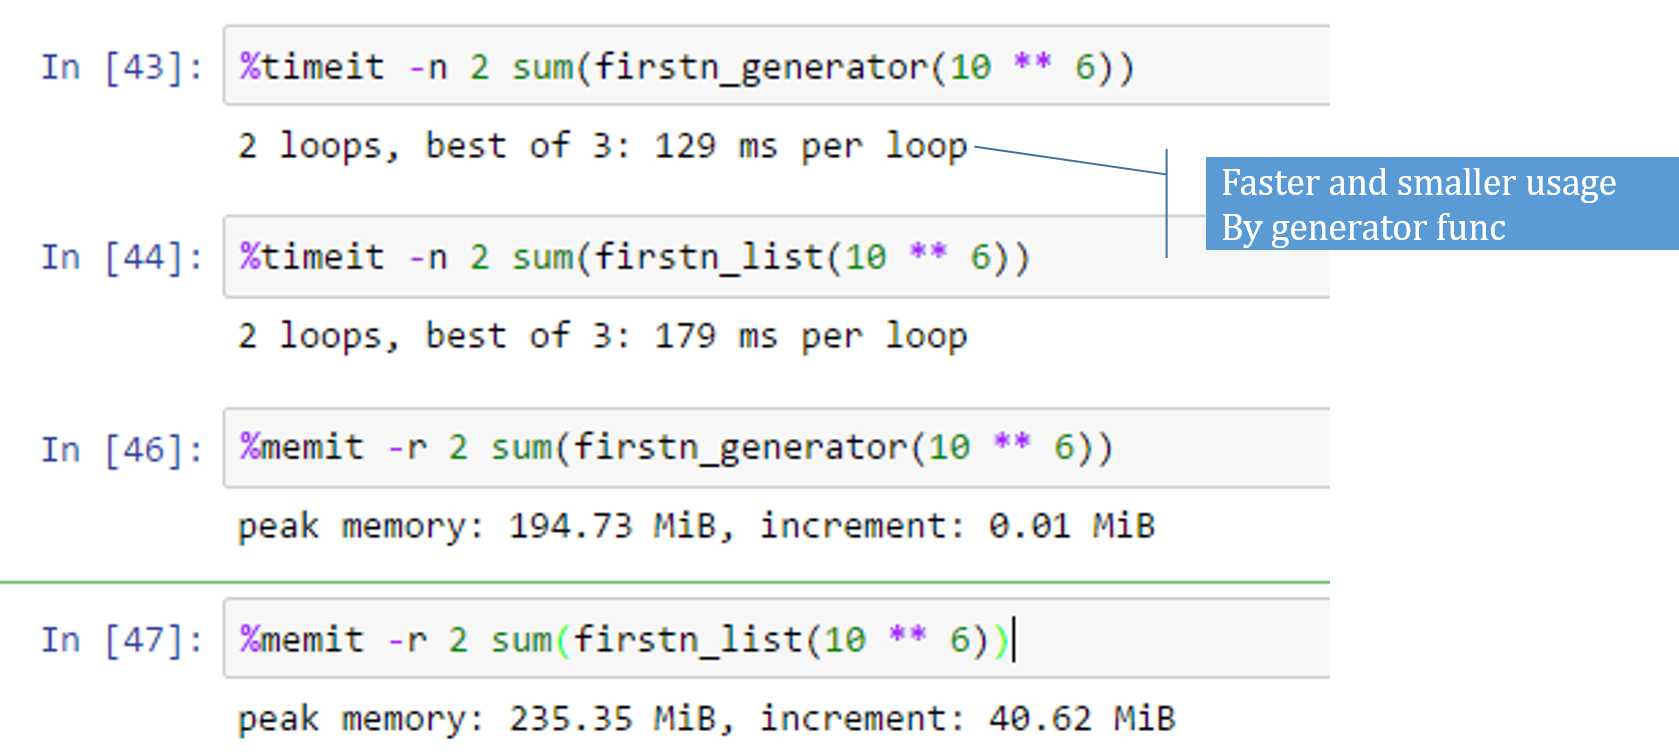 In [43]: %timeit -n 2 sum(firstn_generator(10 ** 6))
2 loops, best of 3: 129 ms per loop
Faster and smaller usage
By generator func
In [44]: %timeit -n 2 sum(firstn_list(10 ** 6))
2 loops, best of 3: 179 ms per loop
In [46]: %memit -r 2 sum(firstn_generator(10 ** 6))
peak memory: 194.73 MiB, increment: 0.01 MiB
In [47]: %memit -r 2 sum(firstn_list(10 ** 6))
peak memory: 235.35 MiB, increment: 40.62 MiB